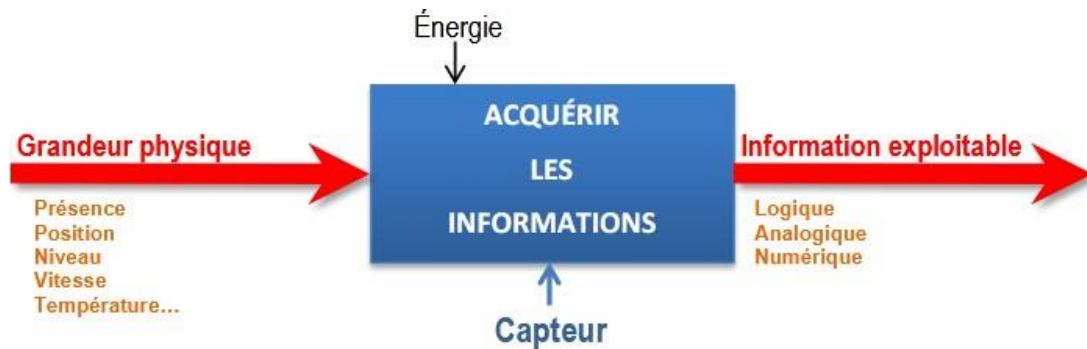 Énergie
ACQUÉRIR
LES
INFORMATIONS
Grandeur physique
Présence
Position
Niveau
Vitesse
Température...
Information exploitable
Logique
Analogique
Numérique
Capteur